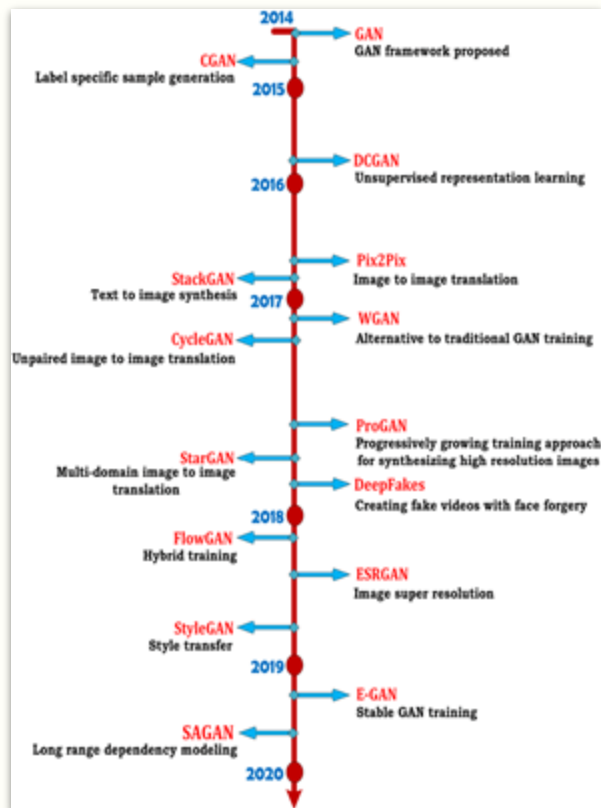 2014
GAN
GAN framework proposed
CGAN
Label specific sample generation
2015
DCGAN
Unsupervised representation learning
2016
Pix2Pix
Image to image translation
StackGAN
Text to image synthesis
2017
WGAN
Alternative to traditional GAN training
CycleGAN
Unpaired image to image translation
ProGAN
Progressively growing training approach
for synthesizing high resolution images
StarGAN
Multi-domain image to image
translation
DeepFakes
Creating fake videos with face forgery
2018
FlowGAN
Hybrid training
ESRGAN
Image super resolution
StyleGAN
Style transfer
2019
E-GAN
Stable GAN training
SAGAN
Long range dependency modeling
2020